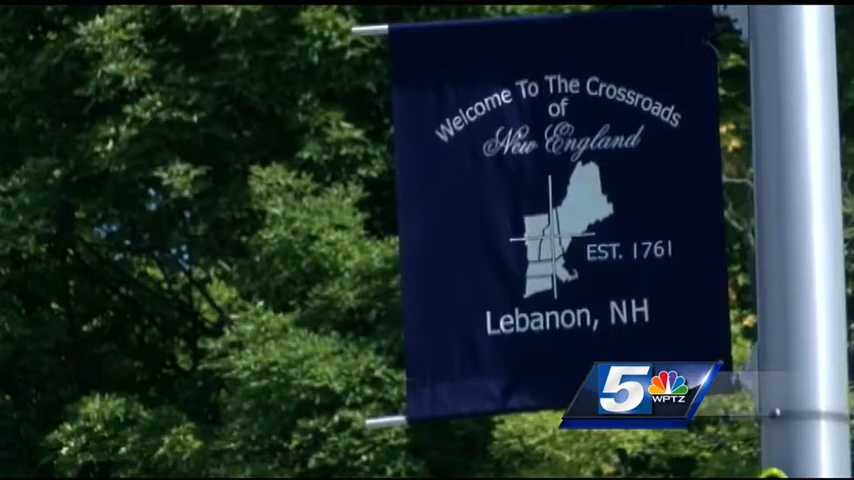 Welcome To The Crossroads
of
New England
EST. 1761
Lebanon, NH
5
WPTZ